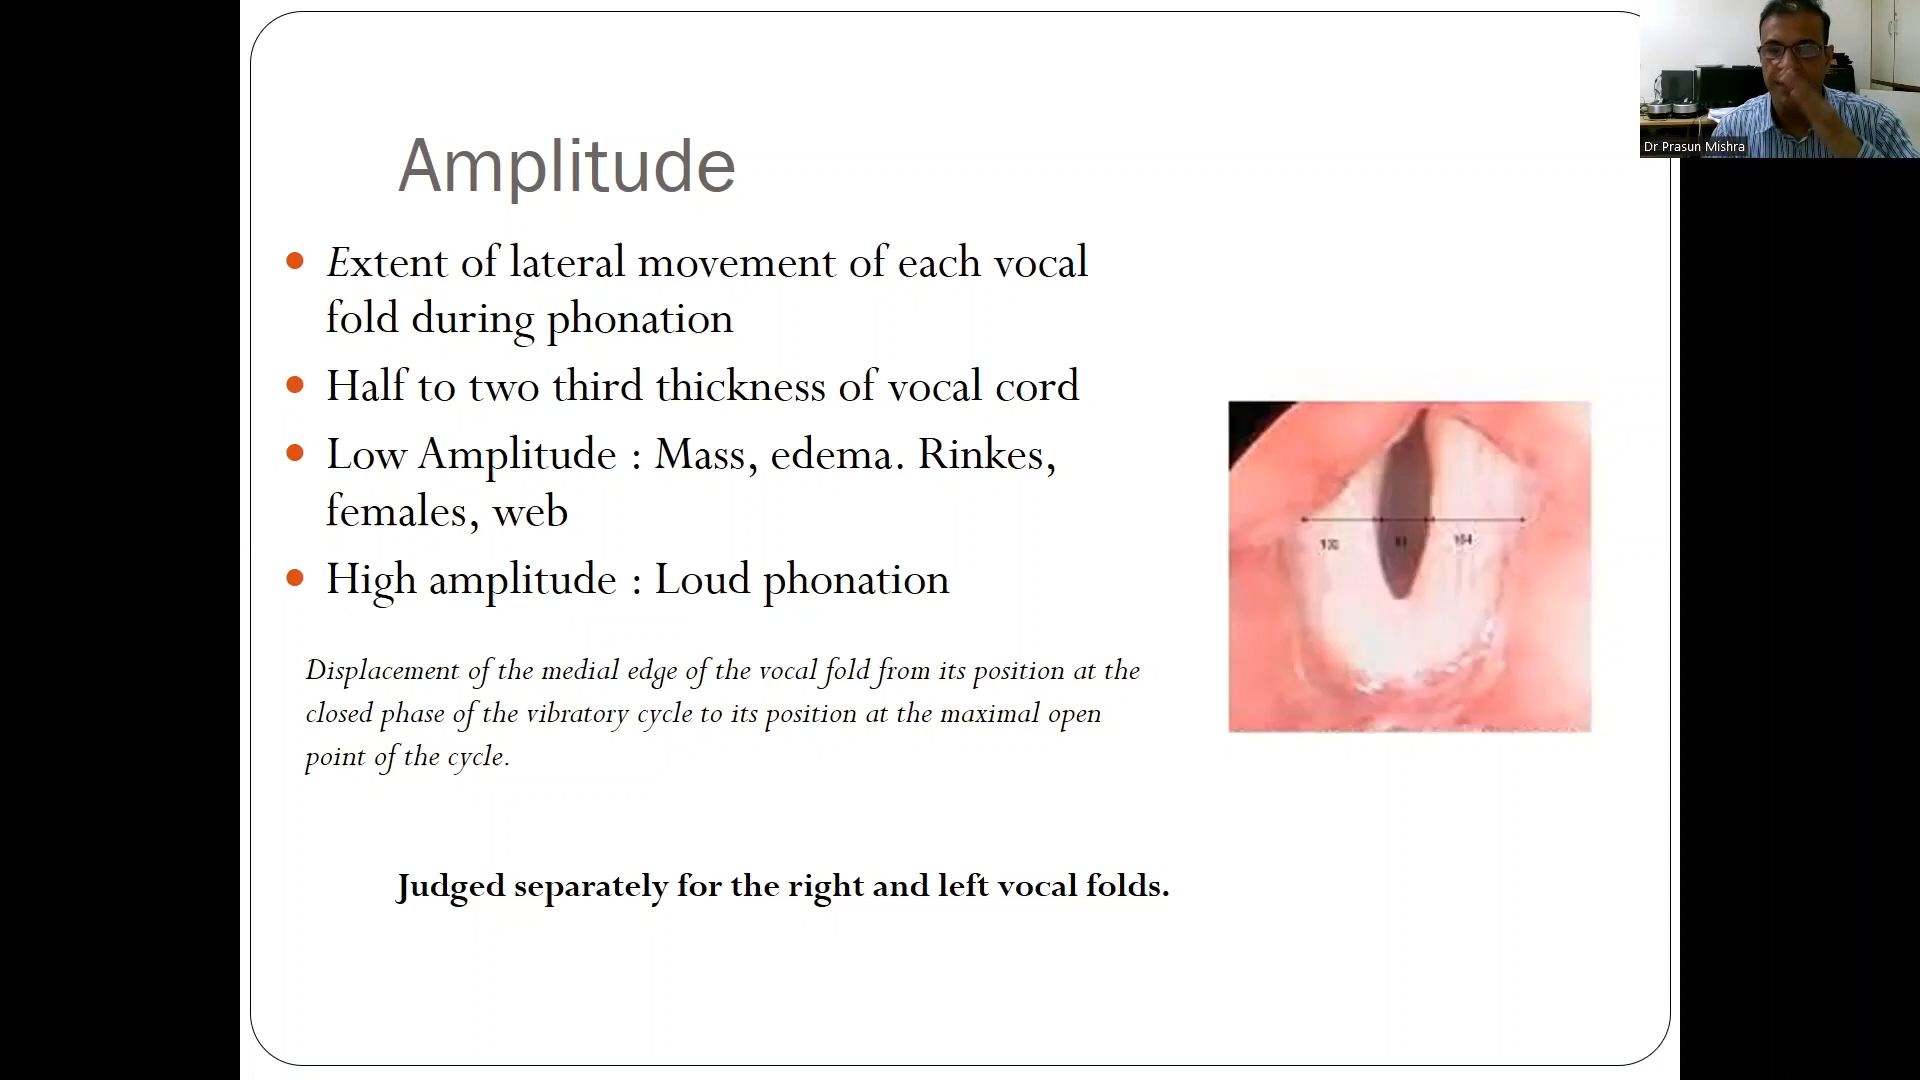 Amplitude
Extent of lateral movement of each vocal
fold during phonation
Half to two third thickness of vocal cord
Low Amplitude : Mass, edema. Rinkes,
females, web
High amplitude : Loud phonation
Displacement of the medial edge of the vocal fold from its position at the
closed phase of the vibratory cycle to its position at the maximal open
point of the cycle.
Judged separately for the right and left vocal folds.
Dr Prasun Mishra